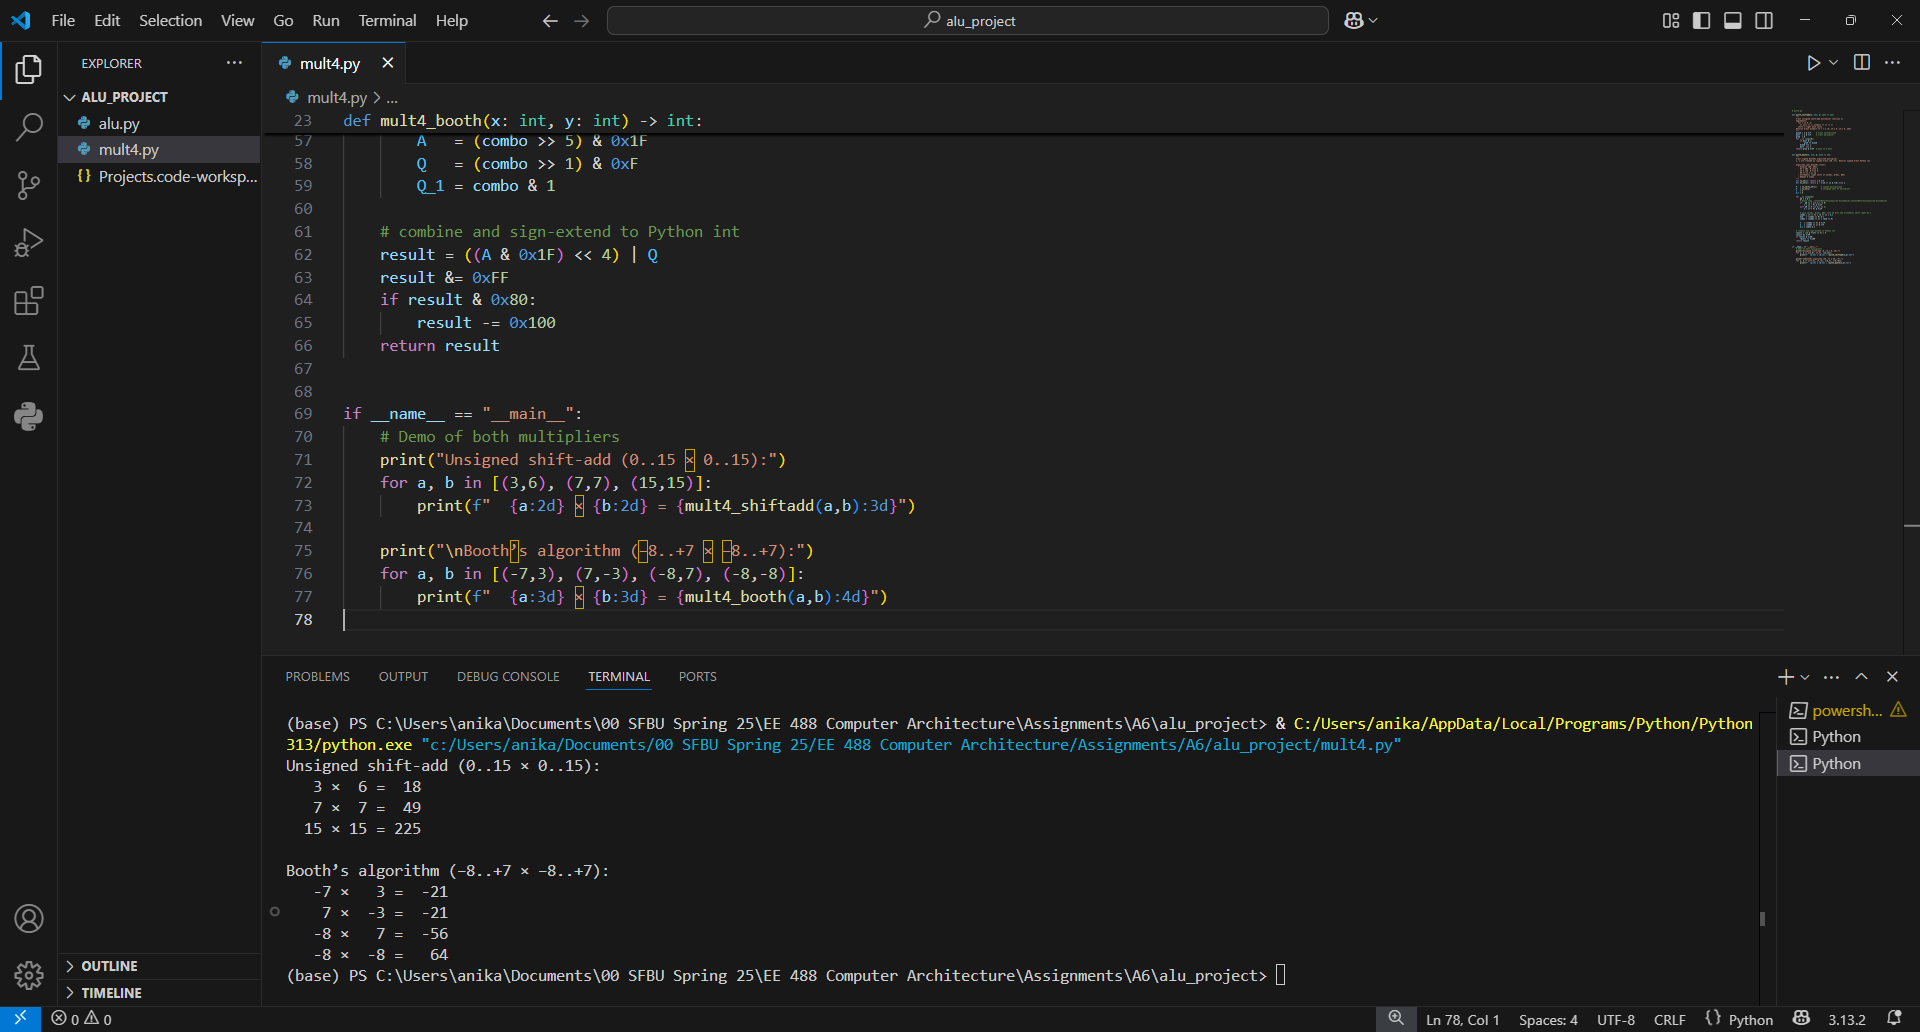 File Edit Selection View Go Run Terminal Help
alu_project
EXPLORER
ALU_PROJECT
alu.py
mult4.py
{} Projects.code-worksp...
OUTLINE
TIMELINE
mult4.py
mult4.py > ...
23 def mult4_booth(x: int, y: int) -> int:
57 A   = (combo >> 5) & 0x1F
58 Q   = (combo >> 1) & 0xF
59 Q_1 = combo & 1
60
61 # combine and sign-extend to Python int
62 result = ((A & 0x1F) << 4) | Q
63 result &= 0xFF
64 if result & 0x80:
65 result -= 0x100
66 return result
67
68
69 if __name__ == "__main__":
70 # Demo of both multipliers
71 print("Unsigned shift-add (0..15 × 0..15):")
72 for a, b in [(3,6), (7,7), (15,15)]:
73 print(f"  {a:2d} × {b:2d} = {mult4_shiftadd(a,b):3d}")
74
75 print("\nBooth’s algorithm (–8..+7 × –8..+7):")
76 for a, b in [(-7,3), (7,-3), (-8,7), (-8,-8)]:
77 print(f"  {a:3d} × {b:3d} = {mult4_booth(a,b):4d}")
78
PROBLEMS OUTPUT DEBUG CONSOLE TERMINAL PORTS
(base) PS C:\Users\anika\Documents\00 SFBU Spring 25\EE 488 Computer Architecture\Assignments\A6\alu_project> & C:/Users/anika/AppData/Local/Programs/Python/Python
313/python.exe "c:/Users/anika/Documents/00 SFBU Spring 25/EE 488 Computer Architecture/Assignments/A6/alu_project/mult4.py"
Unsigned shift-add (0..15 × 0..15):
3 ×  6 =  18
7 ×  7 =  49
15 × 15 = 225
Booth’s algorithm (–8..+7 × –8..+7):
-7 ×   3 =  -21
7 ×  -3 =  -21
-8 ×   7 =  -56
-8 ×  -8 =   64
(base) PS C:\Users\anika\Documents\00 SFBU Spring 25\EE 488 Computer Architecture\Assignments\A6\alu_project>
powersh...
Python
Python
0 0
Ln 78, Col 1 Spaces: 4 UTF-8 CRLF {} Python 3.13.2